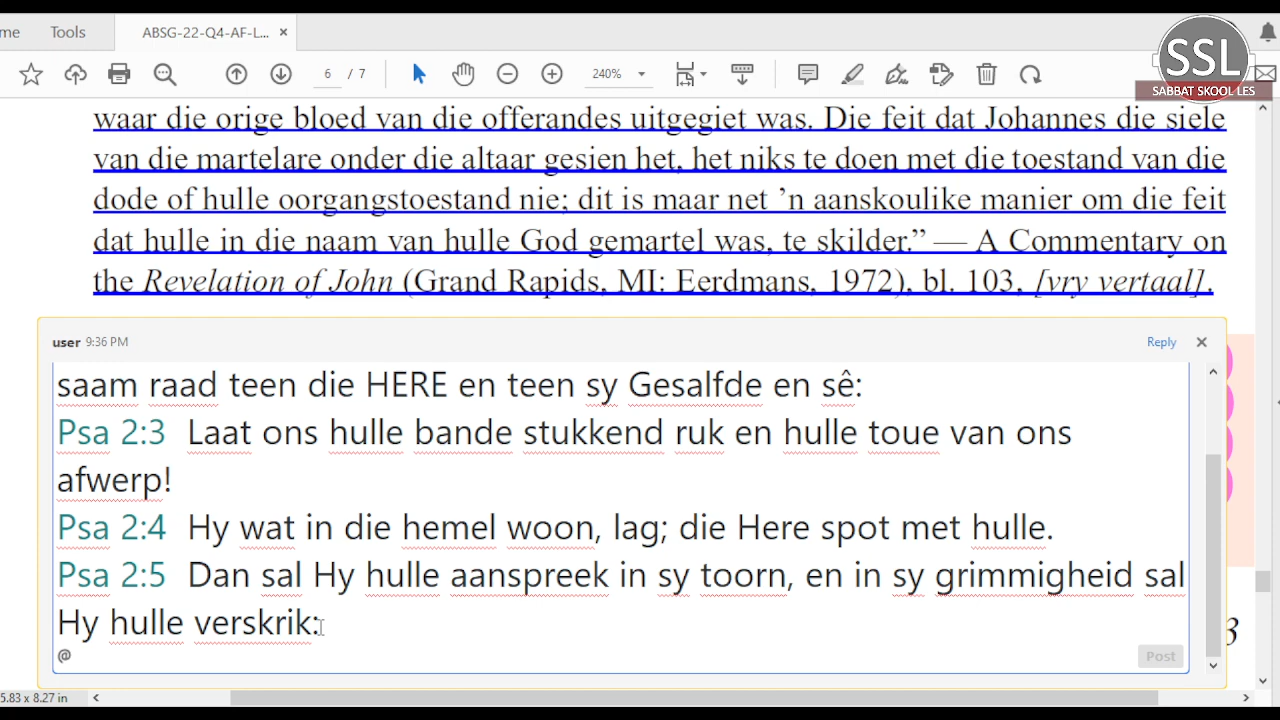 me Tools ABSG-22-Q4-AF-L... ×
6 / 7 240%
SSL
SABBAT SKOOL LES
waar die orige bloed van die offerandes uitgegiet was. Die feit dat Johannes die siele
van die martelare onder die altaar gesien het, het niks te doen met die toestand van die
dode of hulle oorgangstoestand nie; dit is maar net ’n aanskoulike manier om die feit
dat hulle in die naam van hulle God gemartel was, te skilder.” — A Commentary on
the Revelation of John (Grand Rapids, MI: Eerdmans, 1972), bl. 103, [vry vertaal].
user 9:36 PM Reply ×
saam raad teen die HERE en teen sy Gesalfde en sê:
Psa 2:3 Laat ons hulle bande stukkend ruk en hulle toue van ons
afwerp!
Psa 2:4 Hy wat in die hemel woon, lag; die Here spot met hulle.
Psa 2:5 Dan sal Hy hulle aanspreek in sy toorn, en in sy grimmigheid sal
Hy hulle verskrik:
@ Post
3
5.83 x 8.27 in